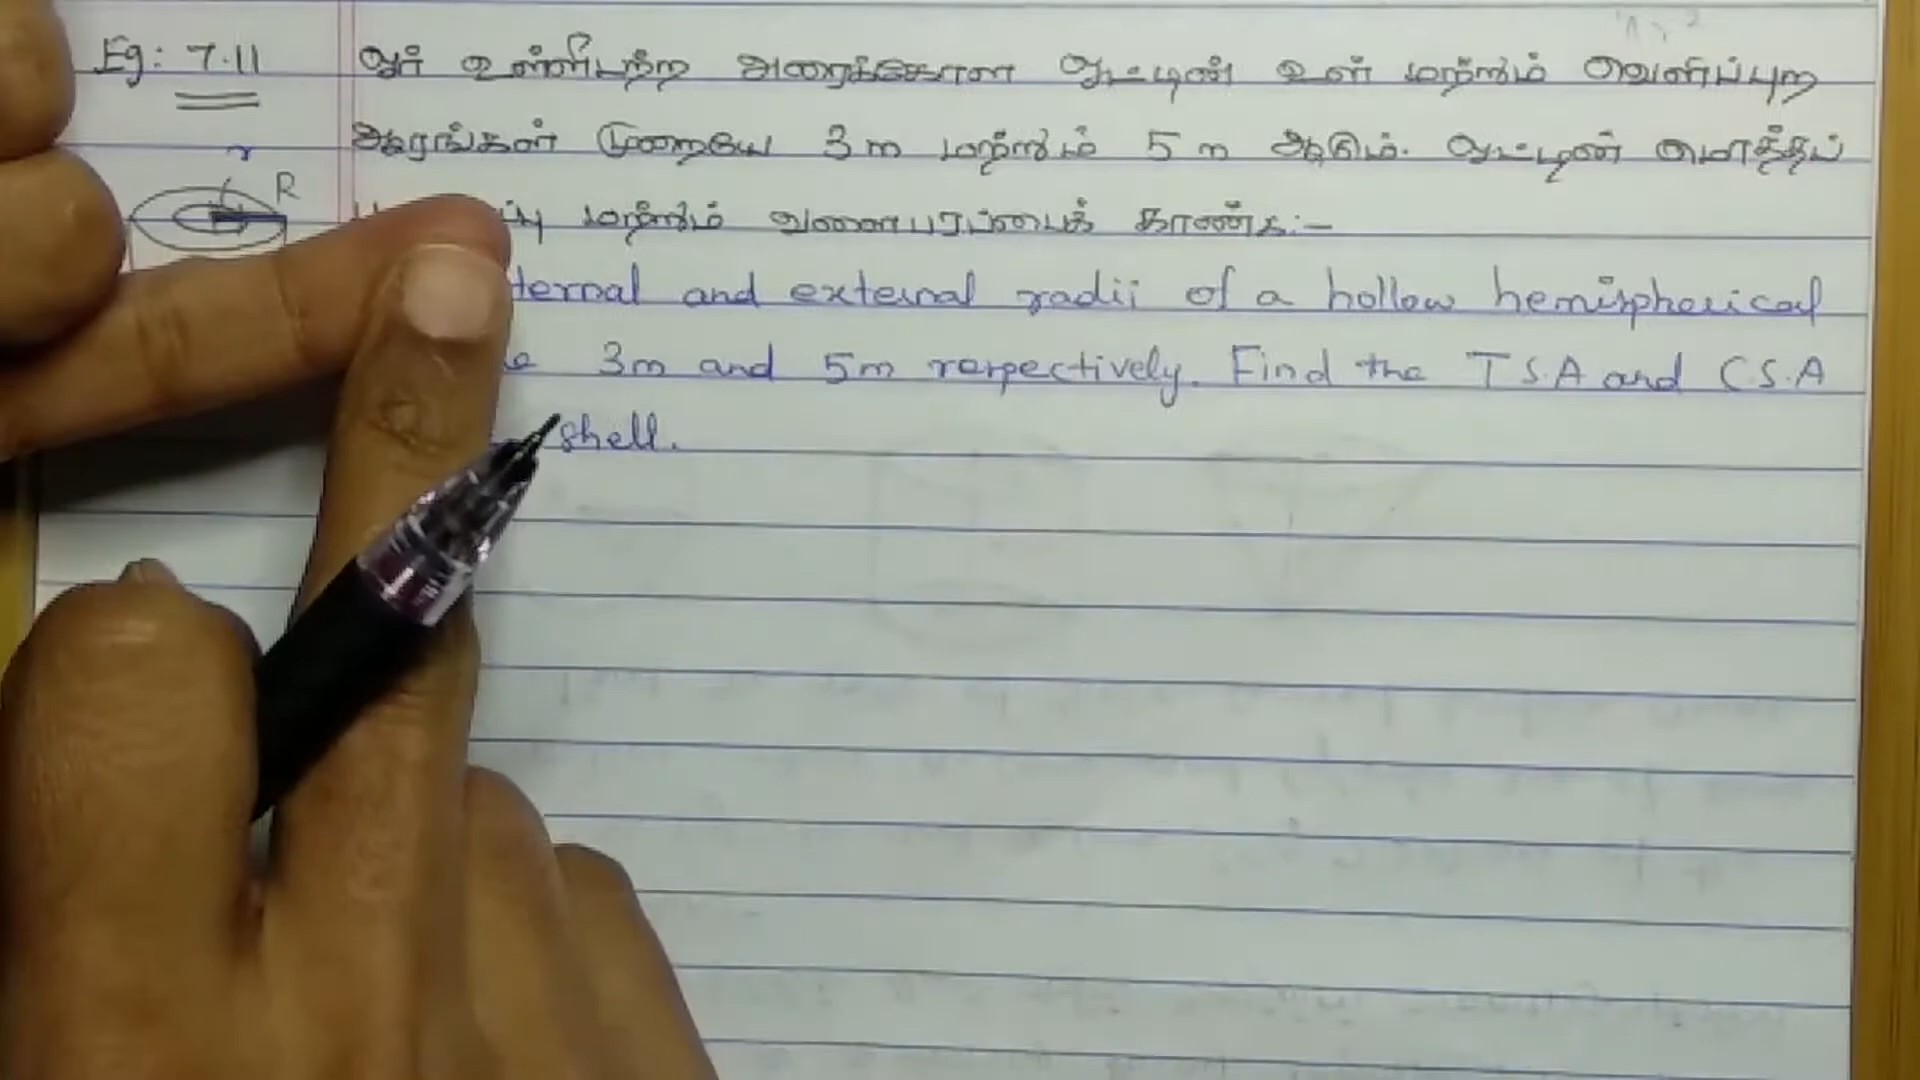 Eg: 7.11 ஓர் உள்ளீடற்ற அரைக்கோள ஓட்டின் உள் மற்றும் வெளிப்புற
ஆரங்கள் முறையே 3 m மற்றும் 5 m ஆகும். ஓட்டின் மொத்தப்
மற்றும் வளைபரப்பைக் காண்க:-
r
R
ternal and external radii of a hollow hemispherical
3m and 5m respectively. Find the T.S.A and C.S.A
shell.